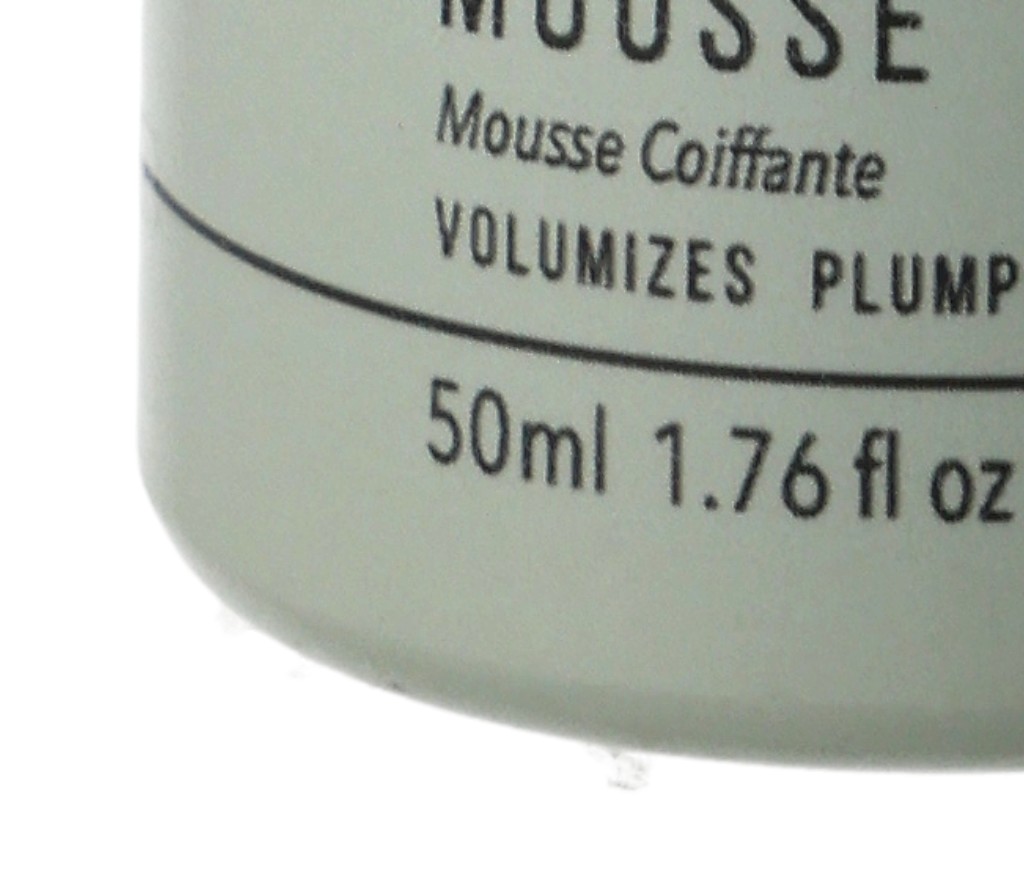 MOUSSE
Mousse Coiffante
VOLUMIZES PLUMP
50ml 1.76 fl oz